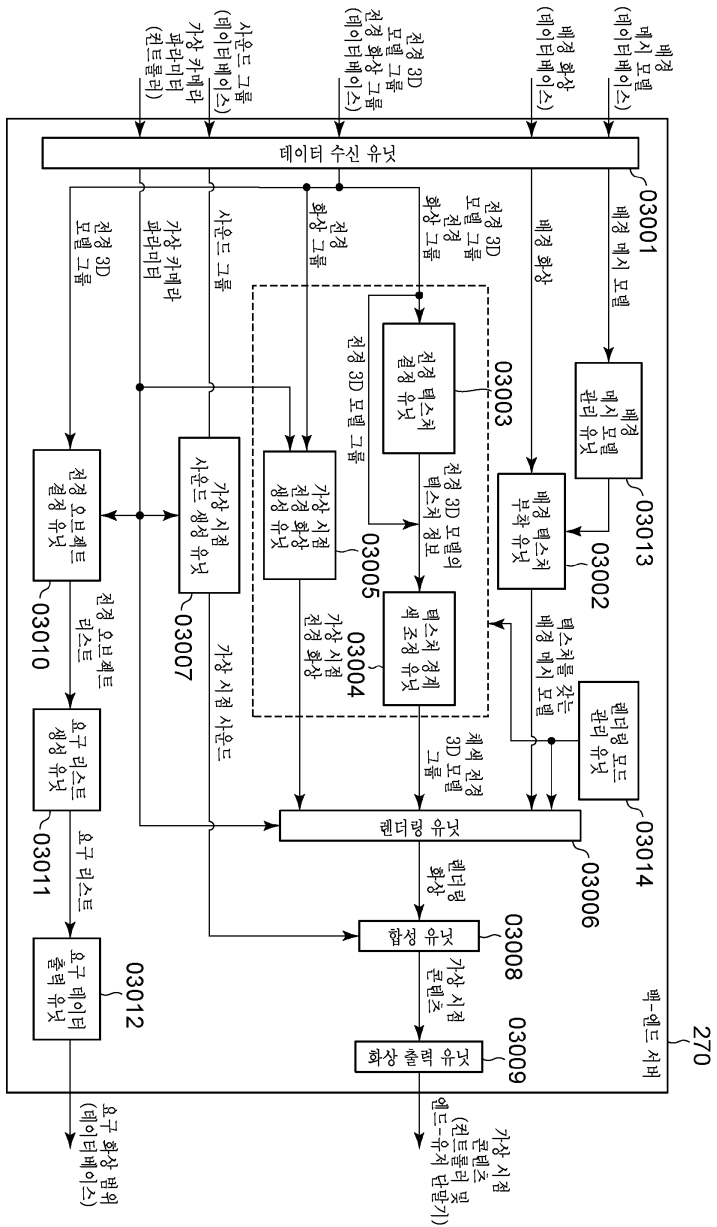 270
백-엔드 서버
배경
메시 모델
(데이터베이스)
배경 화상
(데이터베이스)
전경 3D
모델 그룹
전경 화상 그룹
(데이터베이스)
사운드 그룹
(데이터베이스)
가상 카메라
파라미터
(컨트롤러)
데이터 수신 유닛
03001
배경 메시 모델
배경
메시 모델
관리 유닛
03013
배경 화상
배경 텍스처
부착 유닛
03002
텍스처를 갖는
배경 메시 모델
렌더링 모드
관리 유닛
03014
전경 3D
모델 그룹
전경
화상 그룹
전경 텍스처
결정 유닛
03003
전경 3D 모델 그룹
전경 3D 모델의
텍스처 정보
텍스처 경계
색 조정 유닛
03004
채색 전경
3D 모델
그룹
전경
화상 그룹
가상 시점
전경 화상
생성 유닛
03005
가상 시점
전경 화상
렌더링 유닛
03006
렌더링
화상
합성 유닛
03008
가상 시점
콘텐츠
화상 출력 유닛
03009
가상 시점
콘텐츠
(컨트롤러 및
엔드-유저 단말기)
사운드 그룹
가상 시점
사운드 생성 유닛
03007
가상 시점 사운드
가상 카메라
파라미터
전경 3D
모델 그룹
전경 오브젝트
결정 유닛
03010
전경 오브젝트
리스트
요구 리스트
생성 유닛
03011
요구 리스트
요구 데이터
출력 유닛
03012
요구 화상 범위
(데이터베이스)